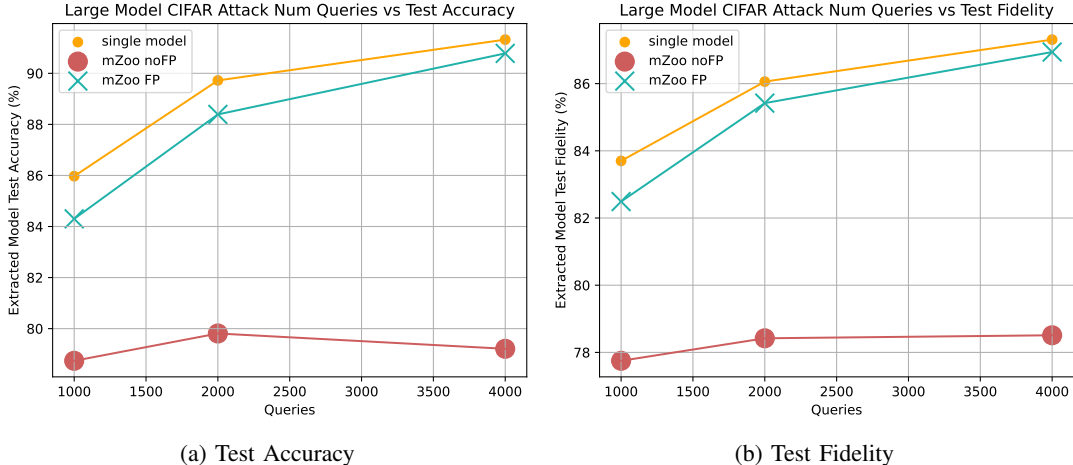 Large Model CIFAR Attack Num Queries vs Test Accuracy
single model
mZoo noFP
mZoo FP
Extracted Model Test Accuracy (%)
90
88
86
84
82
80
1000 1500 2000 2500 3000 3500 4000
Queries
(a) Test Accuracy
Large Model CIFAR Attack Num Queries vs Test Fidelity
single model
mZoo noFP
mZoo FP
Extracted Model Test Fidelity (%)
86
84
82
80
78
1000 1500 2000 2500 3000 3500 4000
Queries
(b) Test Fidelity